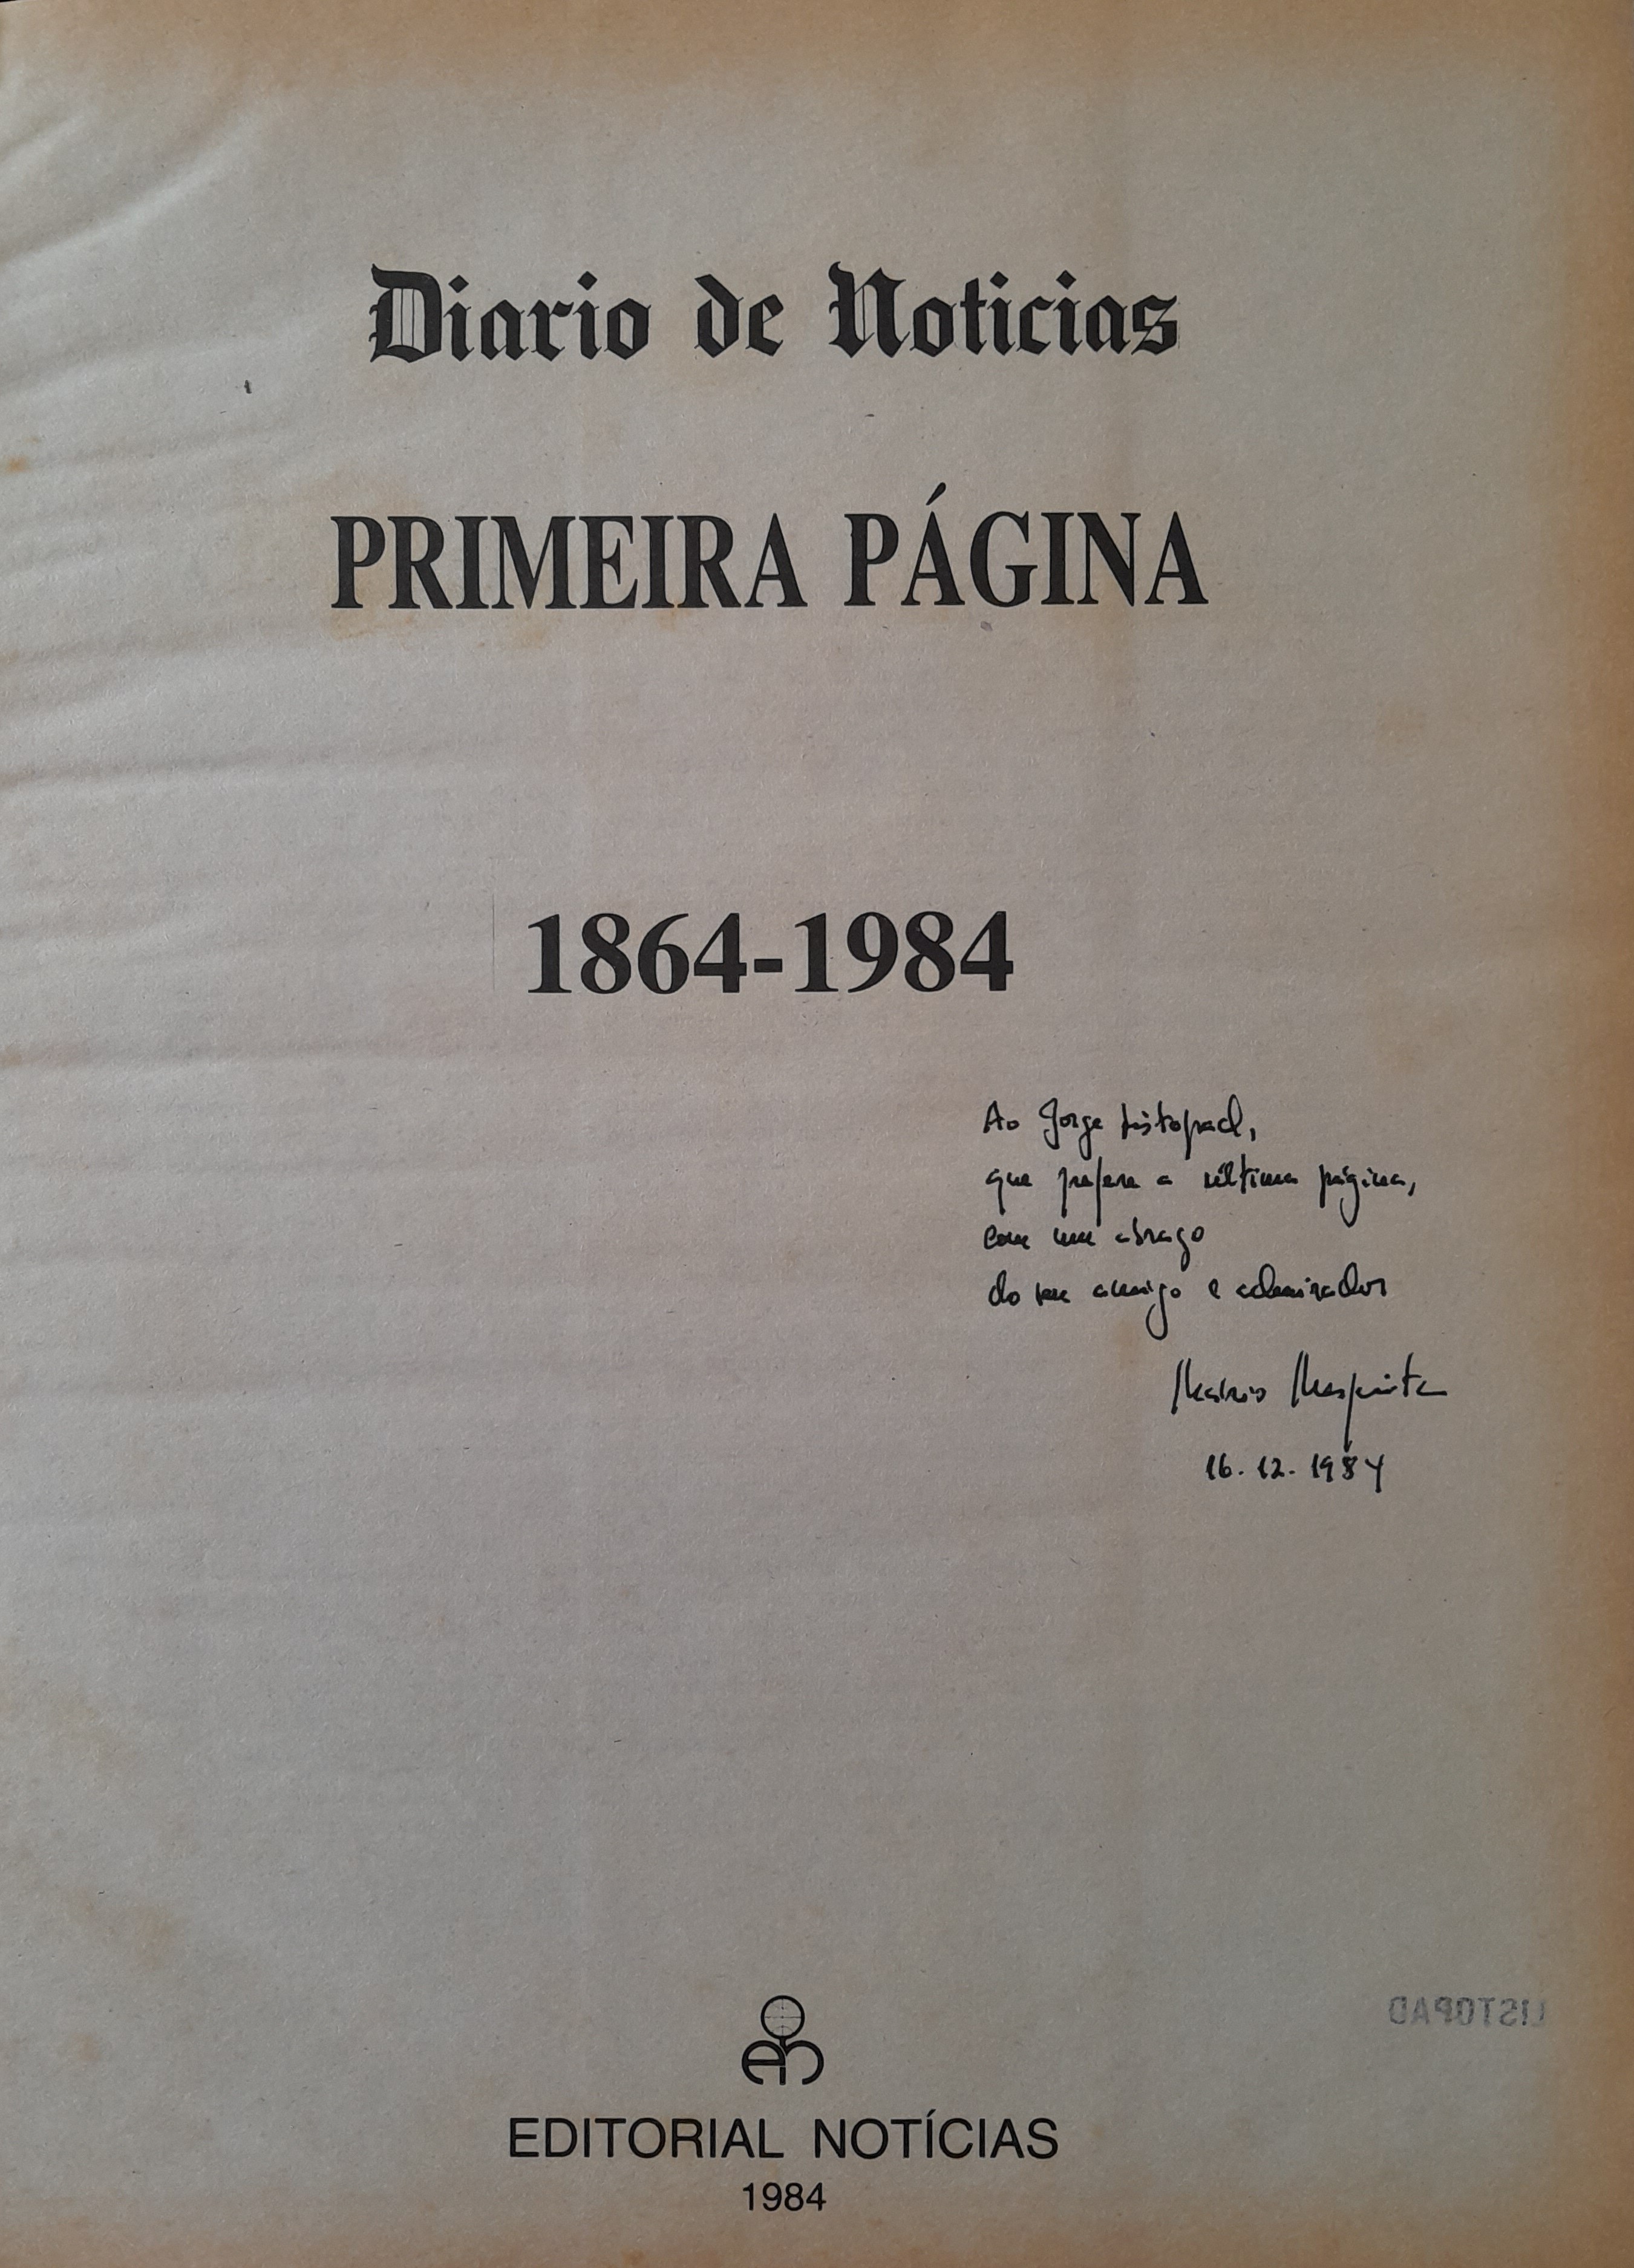 Diario de Noticias
PRIMEIRA PÁGINA
1864-1984
Ao Jorge Listopad,
que prefere a última página,
com um abraço
do seu amigo e admirador
Mário Mesquita
16.12.1984
LISTOPAD
EDITORIAL NOTÍCIAS
1984